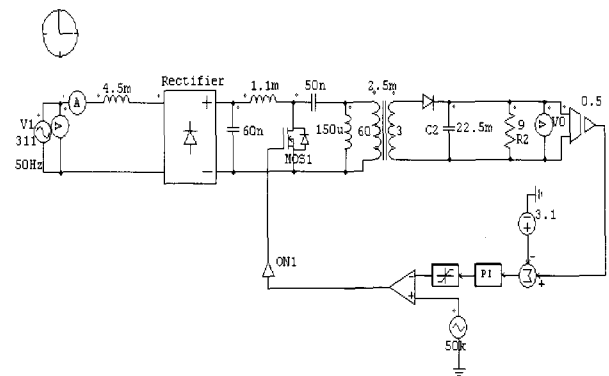 Rectifier
4.5m
1.1m
50n
2.5m
0.5
A
V1
311
50Hz
V
60n
MOS1
150u
60
3
C2
22.5m
9
R2
V
V0
ON1
3.1
PI
Σ
50k